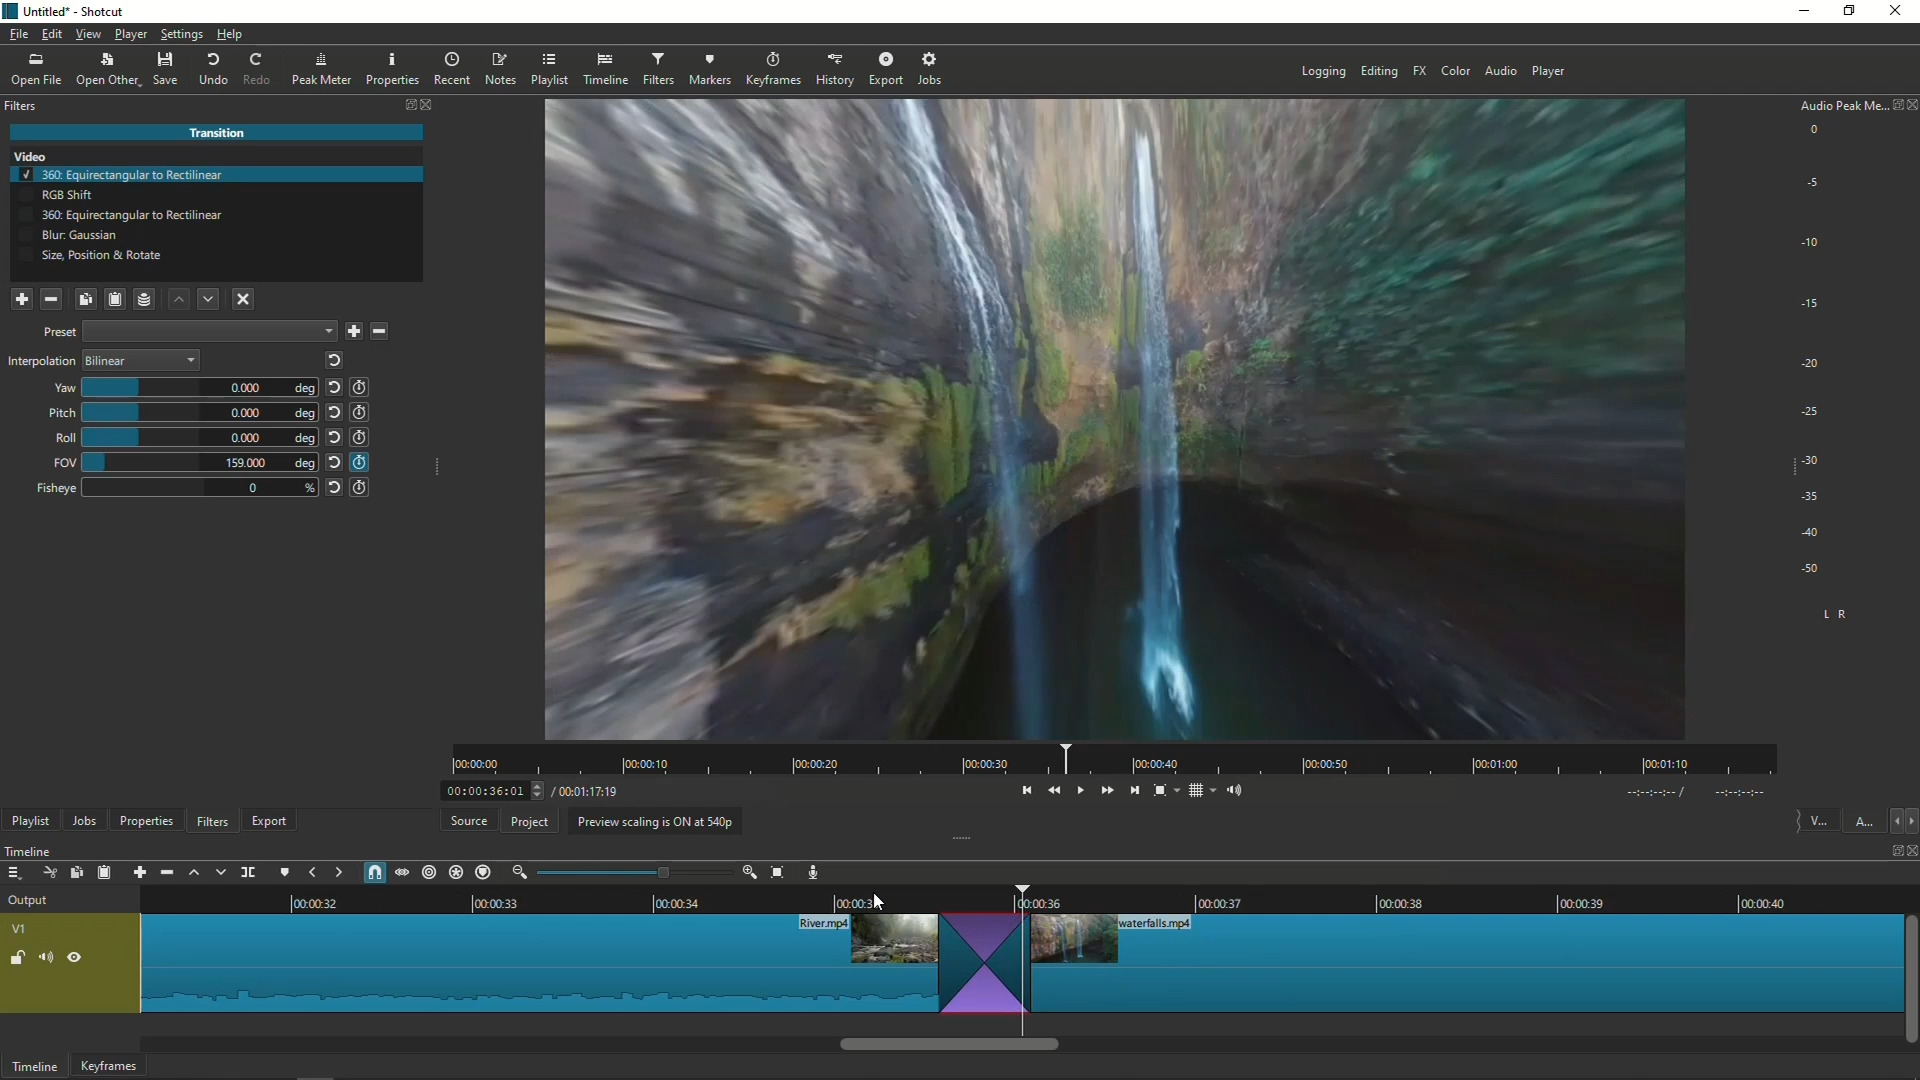 Untitled* - Shotcut
File Edit View Player Settings Help
Open File Open Other... Save Undo Redo Peak Meter Properties Recent Notes Playlist Timeline Filters Markers Keyframes History Export Jobs
Logging Editing FX Color Audio Player
Filters
Audio Peak Me...
Transition
Video
360: Equirectangular to Rectilinear
RGB Shift
360: Equirectangular to Rectilinear
Blur: Gaussian
Size, Position & Rotate
Preset
Interpolation Bilinear
Yaw 0.000 deg
Pitch 0.000 deg
Roll 0.000 deg
FOV 159.000 deg
Fisheye 0 %
0
-5
-10
-15
-20
-25
-30
-35
-40
-50
L R
00:00:00 00:00:10 00:00:20 00:00:30 00:00:40 00:00:50 00:01:00 00:01:10
00:00:36:01 / 00:01:17:19
--:--:--:-- / --:--:--:--
Playlist Jobs Properties Filters Export
Source Project Preview scaling is ON at 540p
V... A...
Timeline
Output
00:00:32 00:00:33 00:00:34 00:00:3 00:00:36 00:00:37 00:00:38 00:00:39 00:00:40
V1
River.mp4
waterfalls.mp4
Timeline Keyframes